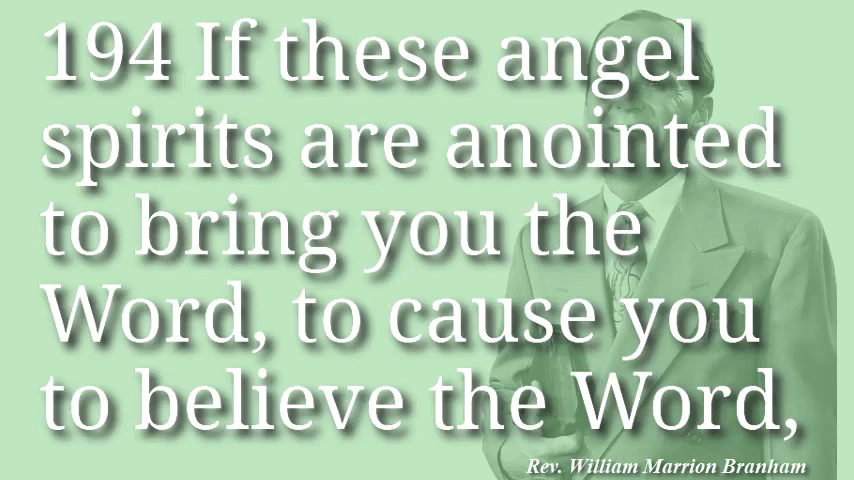 194 If these angel
spirits are anointed
to bring you the
Word, to cause you
to believe the Word,
Rev. William Marrion Branham